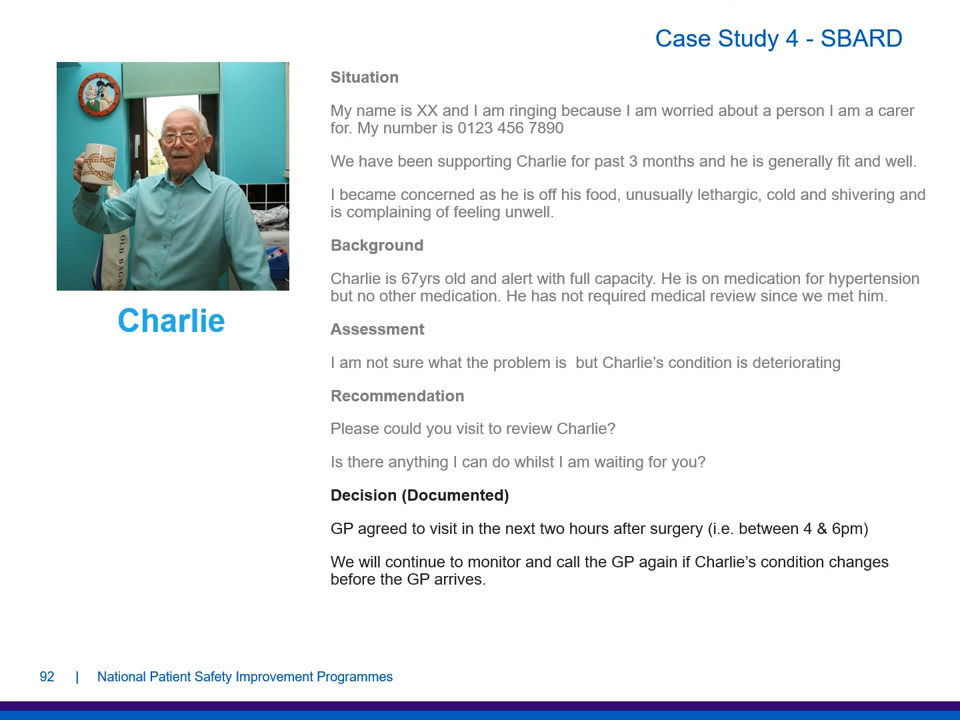 Case Study 4 - SBARD
Situation
My name is XX and I am ringing because I am worried about a person I am a carer
for. My number is 0123 456 7890
We have been supporting Charlie for past 3 months and he is generally fit and well.
I became concerned as he is off his food, unusually lethargic, cold and shivering and
is complaining of feeling unwell.
Background
Charlie is 67yrs old and alert with full capacity. He is on medication for hypertension
but no other medication. He has not required medical review since we met him.
Assessment
I am not sure what the problem is  but Charlie’s condition is deteriorating
Recommendation
Please could you visit to review Charlie?
Is there anything I can do whilst I am waiting for you?
Decision (Documented)
GP agreed to visit in the next two hours after surgery (i.e. between 4 & 6pm)
We will continue to monitor and call the GP again if Charlie’s condition changes
before the GP arrives.
OLD BAGS
Charlie
92 | National Patient Safety Improvement Programmes